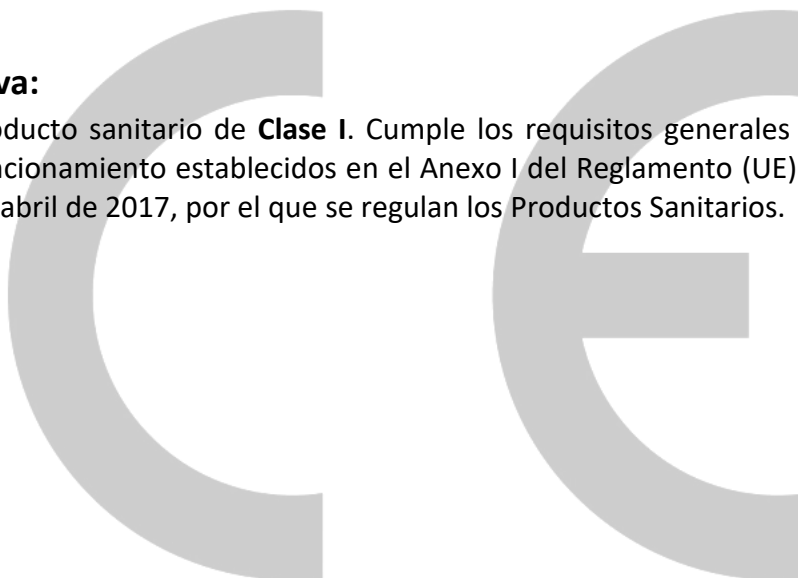 va:
oducto sanitario de Clase I. Cumple los requisitos generales
ncionamiento establecidos en el Anexo I del Reglamento (UE)
abril de 2017, por el que se regulan los Productos Sanitarios.
CE